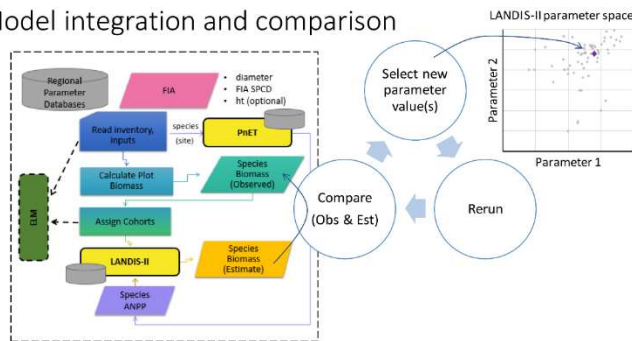 Model integration and comparison
LANDIS-II parameter space
Parameter 2
Parameter 1
Regional
Parameter
Databases
FIA
• diameter
• FIA SPCD
• ht (optional)
Read inventory,
inputs
species
(site)
PnET
Calculate Plot
Biomass
Species
Biomass
(Observed)
ELM
Assign Cohorts
LANDIS-II
Species
Biomass
(Estimate)
Species
ANPP
Select new
parameter
value(s)
Compare
(Obs & Est)
Rerun